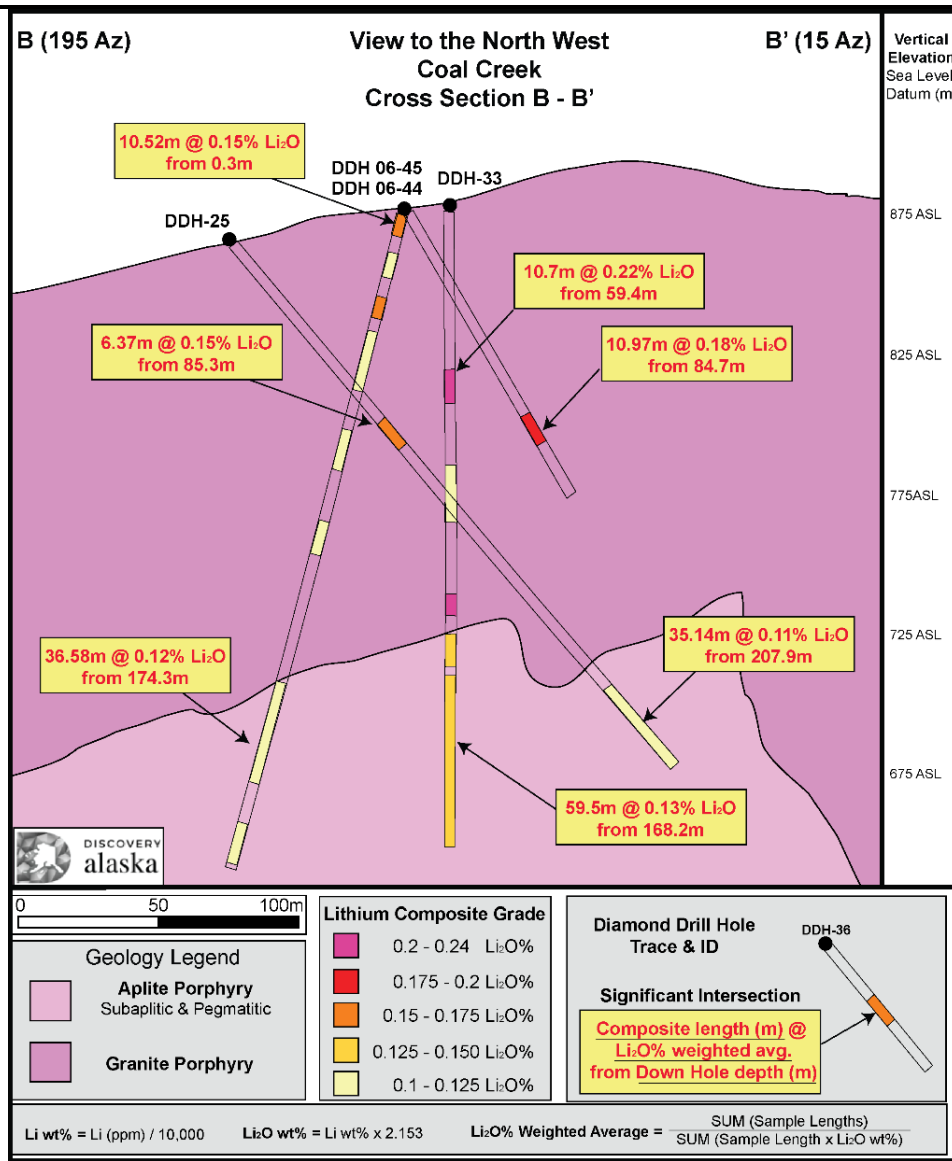 B (195 Az)
View to the North West
Coal Creek
Cross Section B - B'
B' (15 Az)
Vertical
Elevation
Sea Level
Datum (m)
10.52m @ 0.15% Li₂O
from 0.3m
DDH 06-45
DDH 06-44
DDH-33
DDH-25
875 ASL
10.7m @ 0.22% Li₂O
from 59.4m
6.37m @ 0.15% Li₂O
from 85.3m
10.97m @ 0.18% Li₂O
from 84.7m
825 ASL
775ASL
725 ASL
36.58m @ 0.12% Li₂O
from 174.3m
35.14m @ 0.11% Li₂O
from 207.9m
675 ASL
59.5m @ 0.13% Li₂O
from 168.2m
DISCOVERY
alaska
0 50 100m
Geology Legend
Aplite Porphyry
Subaplitic & Pegmatitic
Granite Porphyry
Lithium Composite Grade
0.2 - 0.24 Li₂O%
0.175 - 0.2 Li₂O%
0.15 - 0.175 Li₂O%
0.125 - 0.150 Li₂O%
0.1 - 0.125 Li₂O%
Diamond Drill Hole
Trace & ID
DDH-36
Significant Intersection
Composite length (m) @
Li₂O% weighted avg.
from Down Hole depth (m)
Li wt% = Li (ppm) / 10,000
Li₂O wt% = Li wt% x 2.153
Li₂O% Weighted Average =
SUM (Sample Lengths)
SUM (Sample Length x Li₂O wt%)